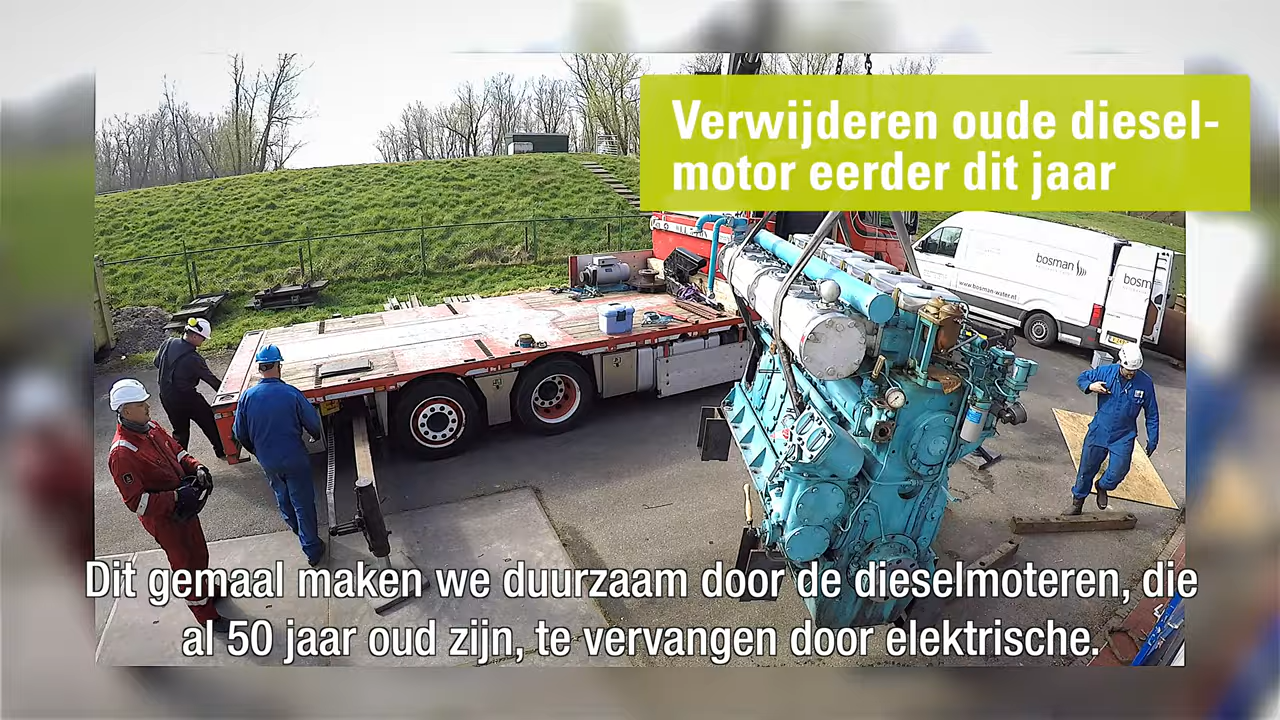 Verwijderen oude diesel-
motor eerder dit jaar
bosman
bosm
www.bosman-water.nl
Dit gemaal maken we duurzaam door de dieselmoteren, die
al 50 jaar oud zijn, te vervangen door elektrische.